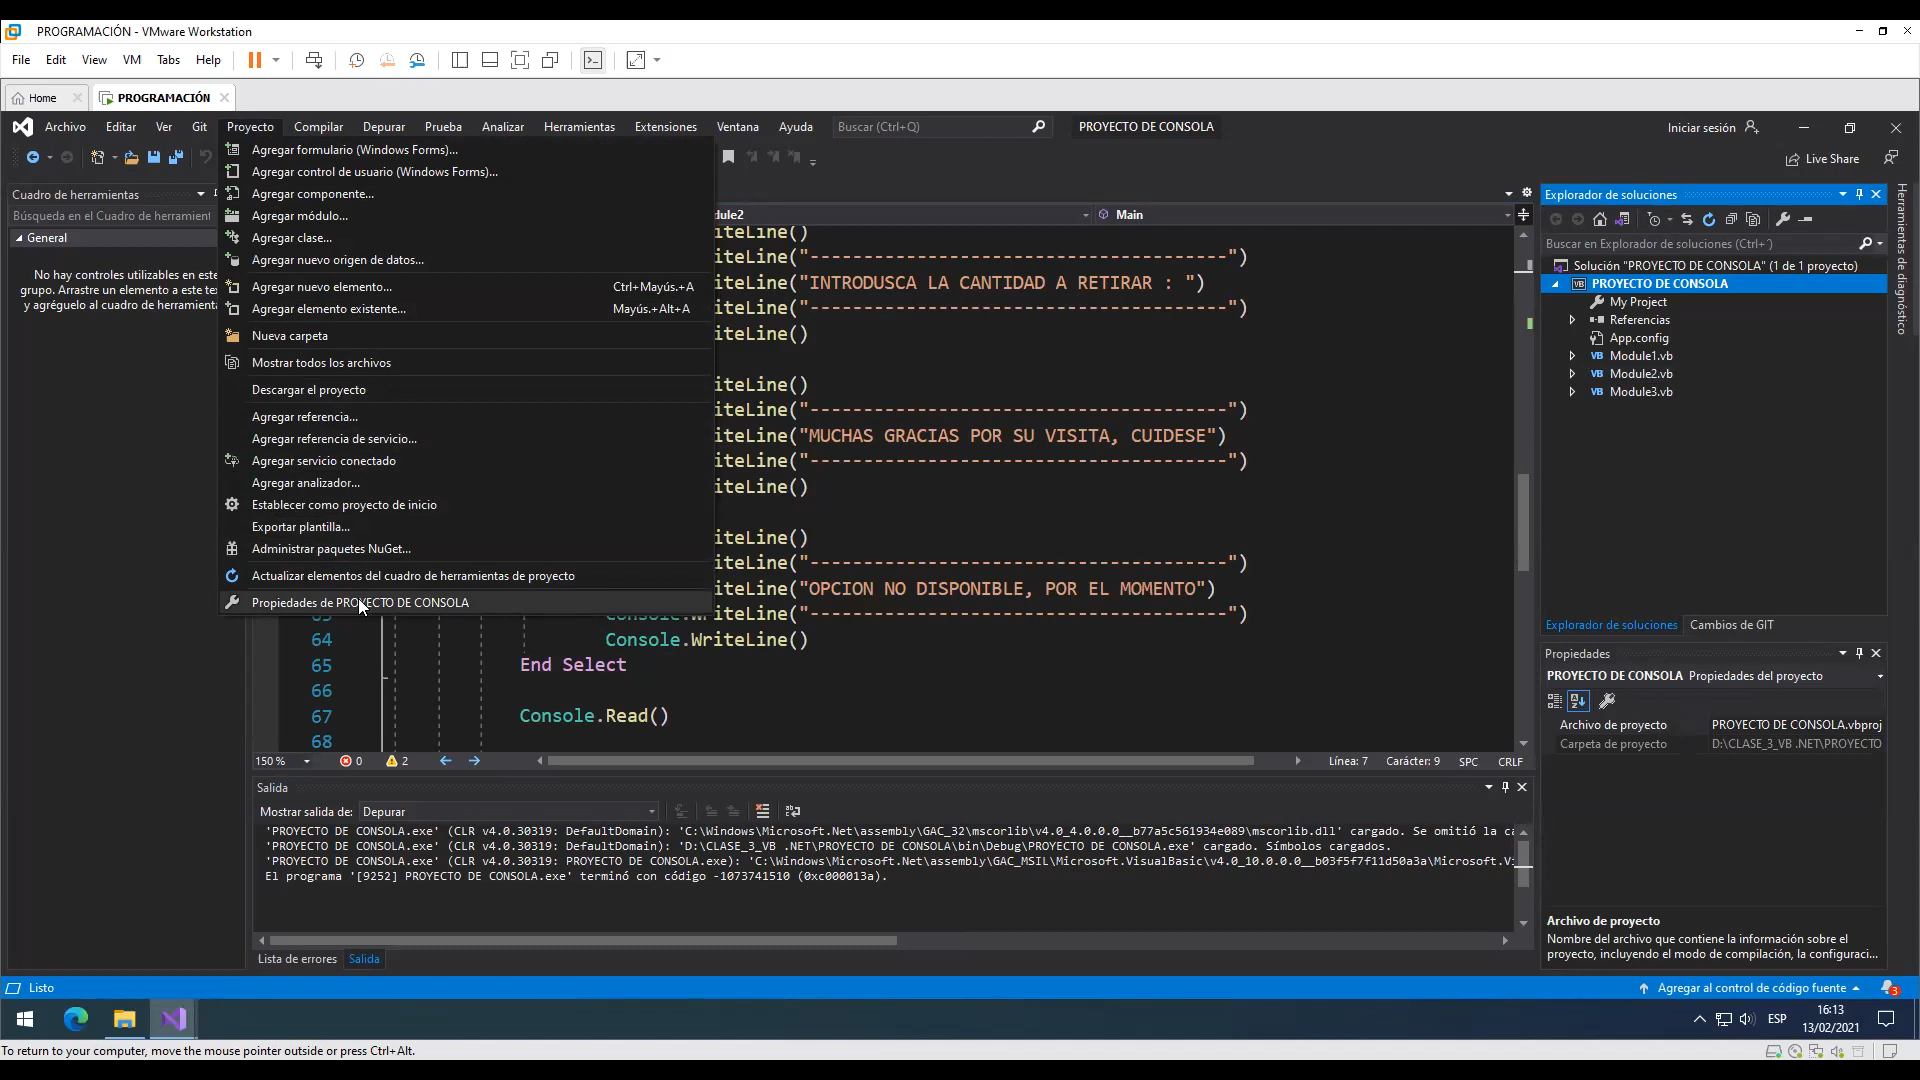 PROGRAMACIÓN - VMware Workstation
File Edit View VM Tabs Help
Home PROGRAMACIÓN
Archivo Editar Ver Git Proyecto Compilar Depurar Prueba Analizar Herramientas Extensiones Ventana Ayuda Buscar (Ctrl+Q) PROYECTO DE CONSOLA Iniciar sesión
Live Share
Cuadro de herramientas
Búsqueda en el Cuadro de herramient
General
No hay controles utilizables en este
grupo. Arrastre un elemento a este tex
y agréguelo al cuadro de herramienta
Agregar formulario (Windows Forms)...
Agregar control de usuario (Windows Forms)...
Agregar componente...
Agregar módulo...
Agregar clase...
Agregar nuevo origen de datos...
Agregar nuevo elemento... Ctrl+Mayús.+A
Agregar elemento existente... Mayús.+Alt+A
Nueva carpeta
Mostrar todos los archivos
Descargar el proyecto
Agregar referencia...
Agregar referencia de servicio...
Agregar servicio conectado
Agregar analizador...
Establecer como proyecto de inicio
Exportar plantilla...
Administrar paquetes NuGet...
Actualizar elementos del cuadro de herramientas de proyecto
Propiedades de PROYECTO DE CONSOLA
dule2 Main
iteLine()
iteLine("---------------------------------------")
iteLine("INTRODUSCA LA CANTIDAD A RETIRAR : ")
iteLine("---------------------------------------")
iteLine()
iteLine()
iteLine("---------------------------------------")
iteLine("MUCHAS GRACIAS POR SU VISITA, CUIDESE")
iteLine("---------------------------------------")
iteLine()
iteLine()
iteLine("---------------------------------------")
iteLine("OPCION NO DISPONIBLE, POR EL MOMENTO")
63 Console.WriteLine("---------------------------------------")
64 Console.WriteLine()
65 End Select
66
67 Console.Read()
68
150 % 0 2 Línea: 7 Carácter: 9 SPC CRLF
Salida
Mostrar salida de: Depurar
'PROYECTO DE CONSOLA.exe' (CLR v4.0.30319: DefaultDomain): 'C:\Windows\Microsoft.Net\assembly\GAC_32\mscorlib\v4.0_4.0.0.0__b77a5c561934e089\mscorlib.dll' cargado. Se omitió la ca
'PROYECTO DE CONSOLA.exe' (CLR v4.0.30319: DefaultDomain): 'D:\CLASE_3_VB .NET\PROYECTO DE CONSOLA\bin\Debug\PROYECTO DE CONSOLA.exe' cargado. Símbolos cargados.
'PROYECTO DE CONSOLA.exe' (CLR v4.0.30319: PROYECTO DE CONSOLA.exe): 'C:\Windows\Microsoft.Net\assembly\GAC_MSIL\Microsoft.VisualBasic\v4.0_10.0.0.0__b03f5f7f11d50a3a\Microsoft.Vi
El programa '[9252] PROYECTO DE CONSOLA.exe' terminó con código -1073741510 (0xc000013a).
Lista de errores Salida
Explorador de soluciones
Buscar en Explorador de soluciones (Ctrl+´)
Solución "PROYECTO DE CONSOLA" (1 de 1 proyecto)
VB PROYECTO DE CONSOLA
My Project
Referencias
App.config
VB Module1.vb
VB Module2.vb
VB Module3.vb
Explorador de soluciones Cambios de GIT
Propiedades
PROYECTO DE CONSOLA Propiedades del proyecto
Archivo de proyecto PROYECTO DE CONSOLA.vbproj
Carpeta de proyecto D:\CLASE_3_VB .NET\PROYECTO
Archivo de proyecto
Nombre del archivo que contiene la información sobre el
proyecto, incluyendo el modo de compilación, la configuraci...
Herramientas de diagnóstico
Listo Agregar al control de código fuente 3
ESP 16:13
13/02/2021
To return to your computer, move the mouse pointer outside or press Ctrl+Alt.